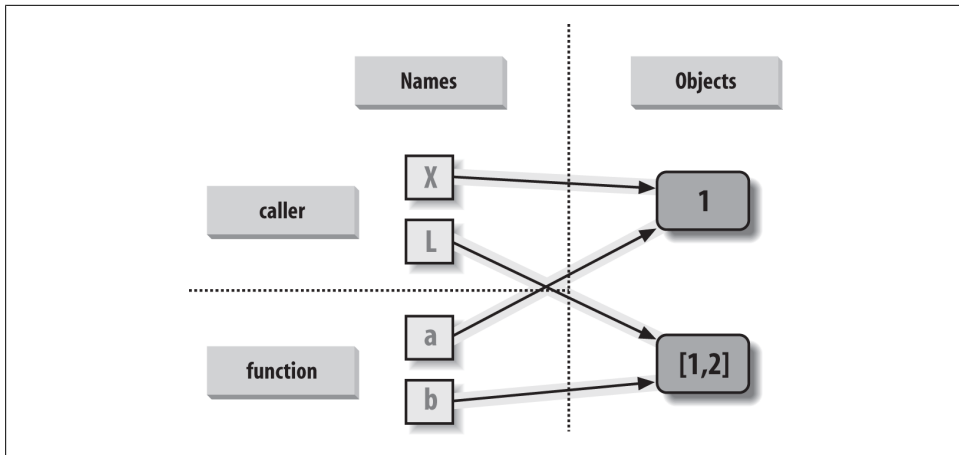 Names
Objects
X
1
caller
L
a
[1,2]
function
b